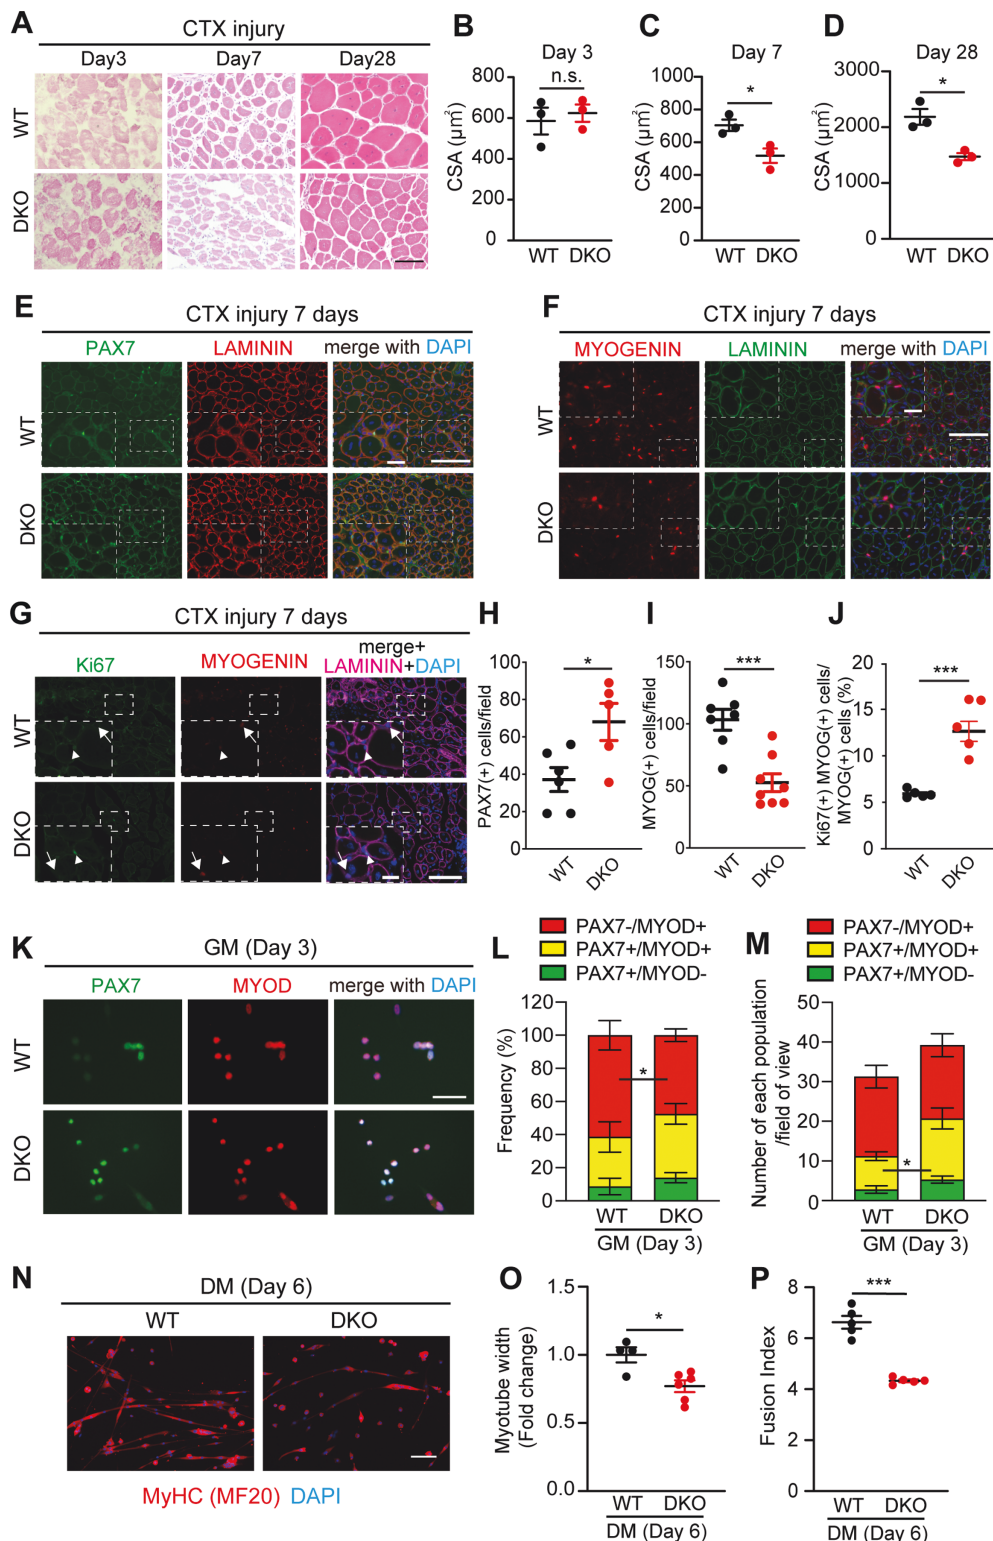 A
CTX injury
Day3 Day7 Day28
WT
DKO
B
Day 3
n.s.
CSA (µm²)
800
600
400
200
0
WT DKO
C
Day 7
*
CSA (µm²)
1000
800
600
400
200
0
WT DKO
D
Day 28
*
CSA (µm²)
3000
2000
1000
0
WT DKO
E
CTX injury 7 days
PAX7 LAMININ merge with DAPI
WT
DKO
F
CTX injury 7 days
MYOGENIN LAMININ merge with DAPI
WT
DKO
G
CTX injury 7 days
Ki67 MYOGENIN merge+
LAMININ+DAPI
WT
DKO
H
*
PAX7(+) cells/field
100
80
60
40
20
0
WT DKO
I
***
MYOG(+) cells/field
150
100
50
0
WT DKO
J
***
Ki67(+) MYOG(+) cells/
MYOG(+) cells (%)
15
10
5
0
WT DKO
K
GM (Day 3)
PAX7 MYOD merge with DAPI
WT
DKO
L
PAX7-/MYOD+
PAX7+/MYOD+
PAX7+/MYOD-
*
Frequency (%)
120
100
80
60
40
20
0
WT DKO
GM (Day 3)
M
PAX7-/MYOD+
PAX7+/MYOD+
PAX7+/MYOD-
*
Number of each population
/field of view
50
40
30
20
10
0
WT DKO
GM (Day 3)
N
DM (Day 6)
WT DKO
MyHC (MF20) DAPI
O
*
Myotube width
(Fold change)
1.5
1.0
0.5
0.0
WT DKO
DM (Day 6)
P
***
Fusion Index
8
6
4
2
0
WT DKO
DM (Day 6)